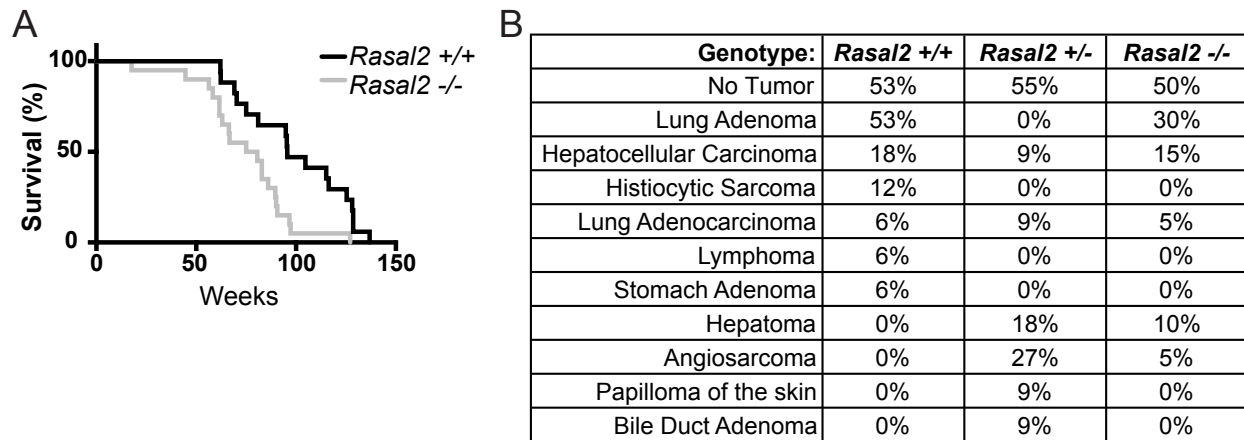 A
Survival (%)
100
50
0
0 50 100 150
Weeks
Rasal2 +/+
Rasal2 -/-
B
Genotype: Rasal2 +/+ Rasal2 +/- Rasal2 -/-
No Tumor 53% 55% 50%
Lung Adenoma 53% 0% 30%
Hepatocellular Carcinoma 18% 9% 15%
Histiocytic Sarcoma 12% 0% 0%
Lung Adenocarcinoma 6% 9% 5%
Lymphoma 6% 0% 0%
Stomach Adenoma 6% 0% 0%
Hepatoma 0% 18% 10%
Angiosarcoma 0% 27% 5%
Papilloma of the skin 0% 9% 0%
Bile Duct Adenoma 0% 9% 0%